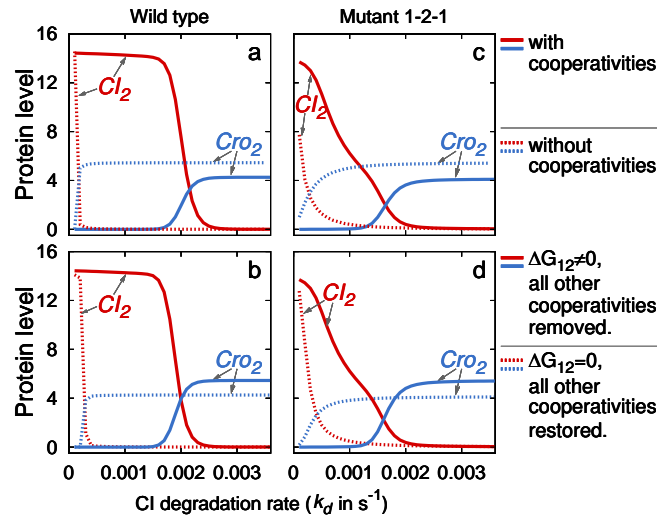 Wild type
Mutant 1-2-1
Protein level
16
12
8
4
0
a
CI2
Cro2
c
CI2
Cro2
with
cooperativities
without
cooperativities
Protein level
16
12
8
4
0
b
CI2
Cro2
d
CI2
Cro2
ΔG12≠0,
all other
cooperativities
removed.
ΔG12=0,
all other
cooperativities
restored.
0 0.001 0.002 0.003
0 0.001 0.002 0.003
CI degradation rate (kd in s-1)